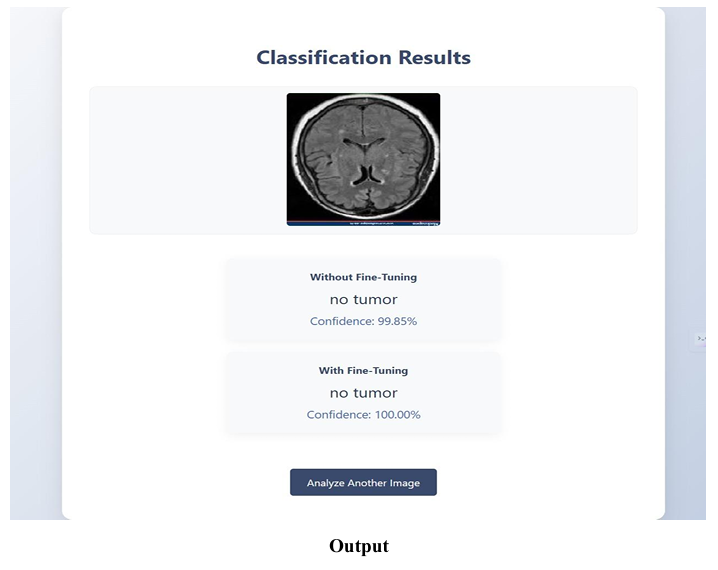 Classification Results
Without Fine-Tuning
no tumor
Confidence: 99.85%
With Fine-Tuning
no tumor
Confidence: 100.00%
Analyze Another Image
Output